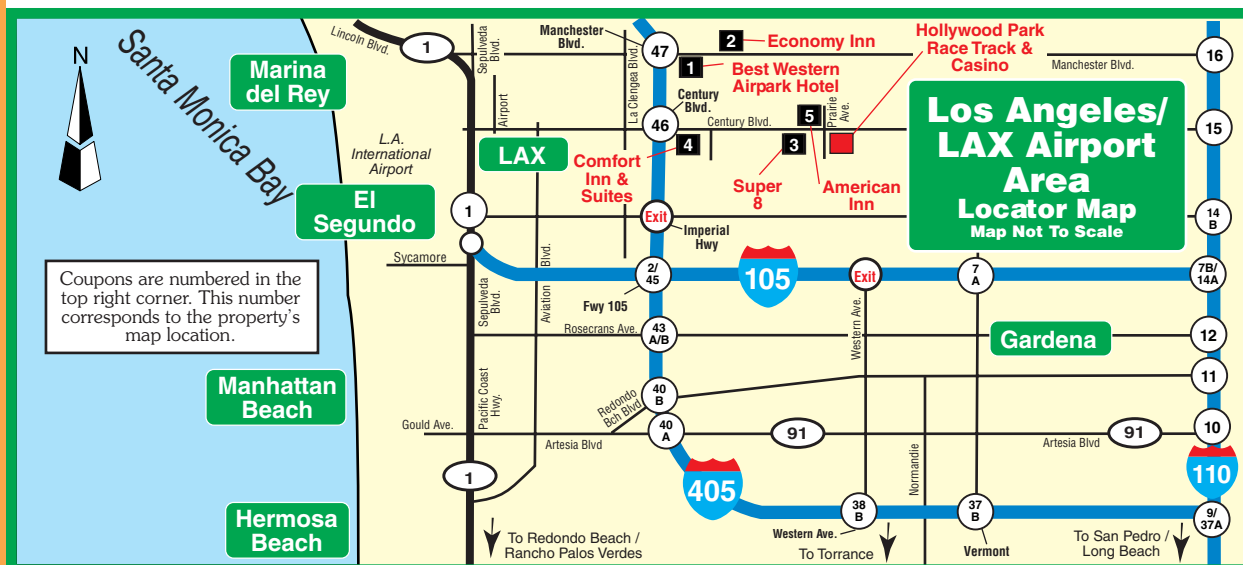 N
Santa Monica Bay
Marina
del Rey
L.A.
International
Airport
El
Segundo
Coupons are numbered in the
top right corner. This number
corresponds to the property's
map location.
Manhattan
Beach
Hermosa
Beach
Lincoln Blvd.
1
Sepulveda
Blvd.
Airport
LAX
1
Sycamore
Sepulveda
Blvd.
Aviation Blvd.
Pacific Coast
Hwy.
Gould Ave.
Artesia Blvd
1
To Redondo Beach /
Rancho Palos Verdes
Manchester
Blvd.
47
La Clengea Blvd.
2
Economy Inn
1
Best Western
Airpark Hotel
Hollywood Park
Race Track &
Casino
Manchester Blvd.
16
Century
Blvd.
46
Century Blvd.
4
Comfort
Inn &
Suites
3
Super
8
5
American
Inn
Prairie
Ave.
15
Los Angeles/
LAX Airport
Area
Locator Map
Map Not To Scale
Exit
Imperial
Hwy
14
B
2/
45
Fwy 105
105
Exit
7
A
7B/
14A
Rosecrans Ave.
43
A/B
Western Ave.
Gardena
12
Redondo
Bch Blvd
40
B
11
40
A
91
91
Artesia Blvd
10
405
Normandie
110
38
B
Western Ave.
To Torrance
37
B
Vermont
To San Pedro /
Long Beach
9/
37A